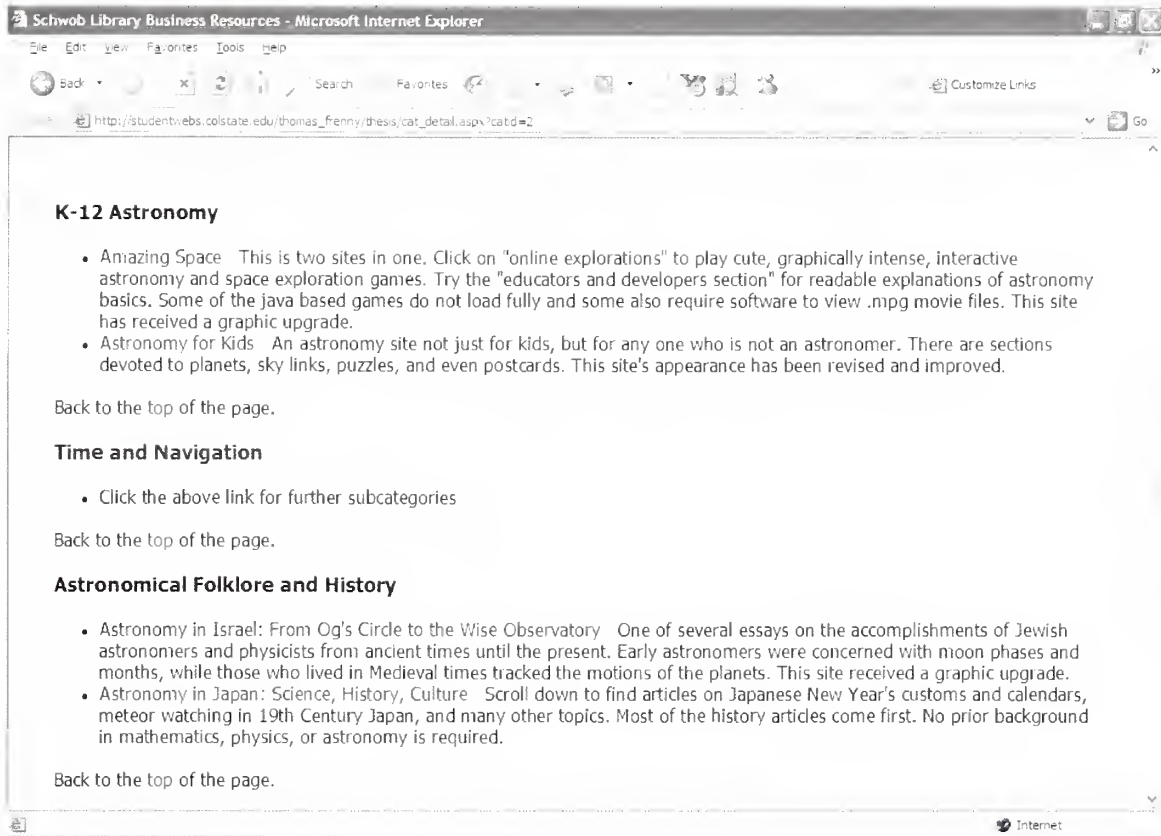 Schwob Library Business Resources - Microsoft Internet Explorer
File Edit View Favorites Tools Help
Back Search Favorites Customize Links
http://studentwebs.colstate.edu/thomas_frenny/thesis/cat_detail.aspx?catid=2 Go
K-12 Astronomy
• Amazing Space This is two sites in one. Click on "online explorations" to play cute, graphically intense, interactive
astronomy and space exploration games. Try the "educators and developers section" for readable explanations of astronomy
basics. Some of the java based games do not load fully and some also require software to view .mpg movie files. This site
has received a graphic upgrade.
• Astronomy for Kids An astronomy site not just for kids, but for any one who is not an astronomer. There are sections
devoted to planets, sky links, puzzles, and even postcards. This site's appearance has been revised and improved.
Back to the top of the page.
Time and Navigation
• Click the above link for further subcategories
Back to the top of the page.
Astronomical Folklore and History
• Astronomy in Israel: From Og's Circle to the Wise Observatory One of several essays on the accomplishments of Jewish
astronomers and physicists from ancient times until the present. Early astronomers were concerned with moon phases and
months, while those who lived in Medieval times tracked the motions of the planets. This site received a graphic upgrade.
• Astronomy in Japan: Science, History, Culture Scroll down to find articles on Japanese New Year's customs and calendars,
meteor watching in 19th Century Japan, and many other topics. Most of the history articles come first. No prior background
in mathematics, physics, or astronomy is required.
Back to the top of the page.
Internet